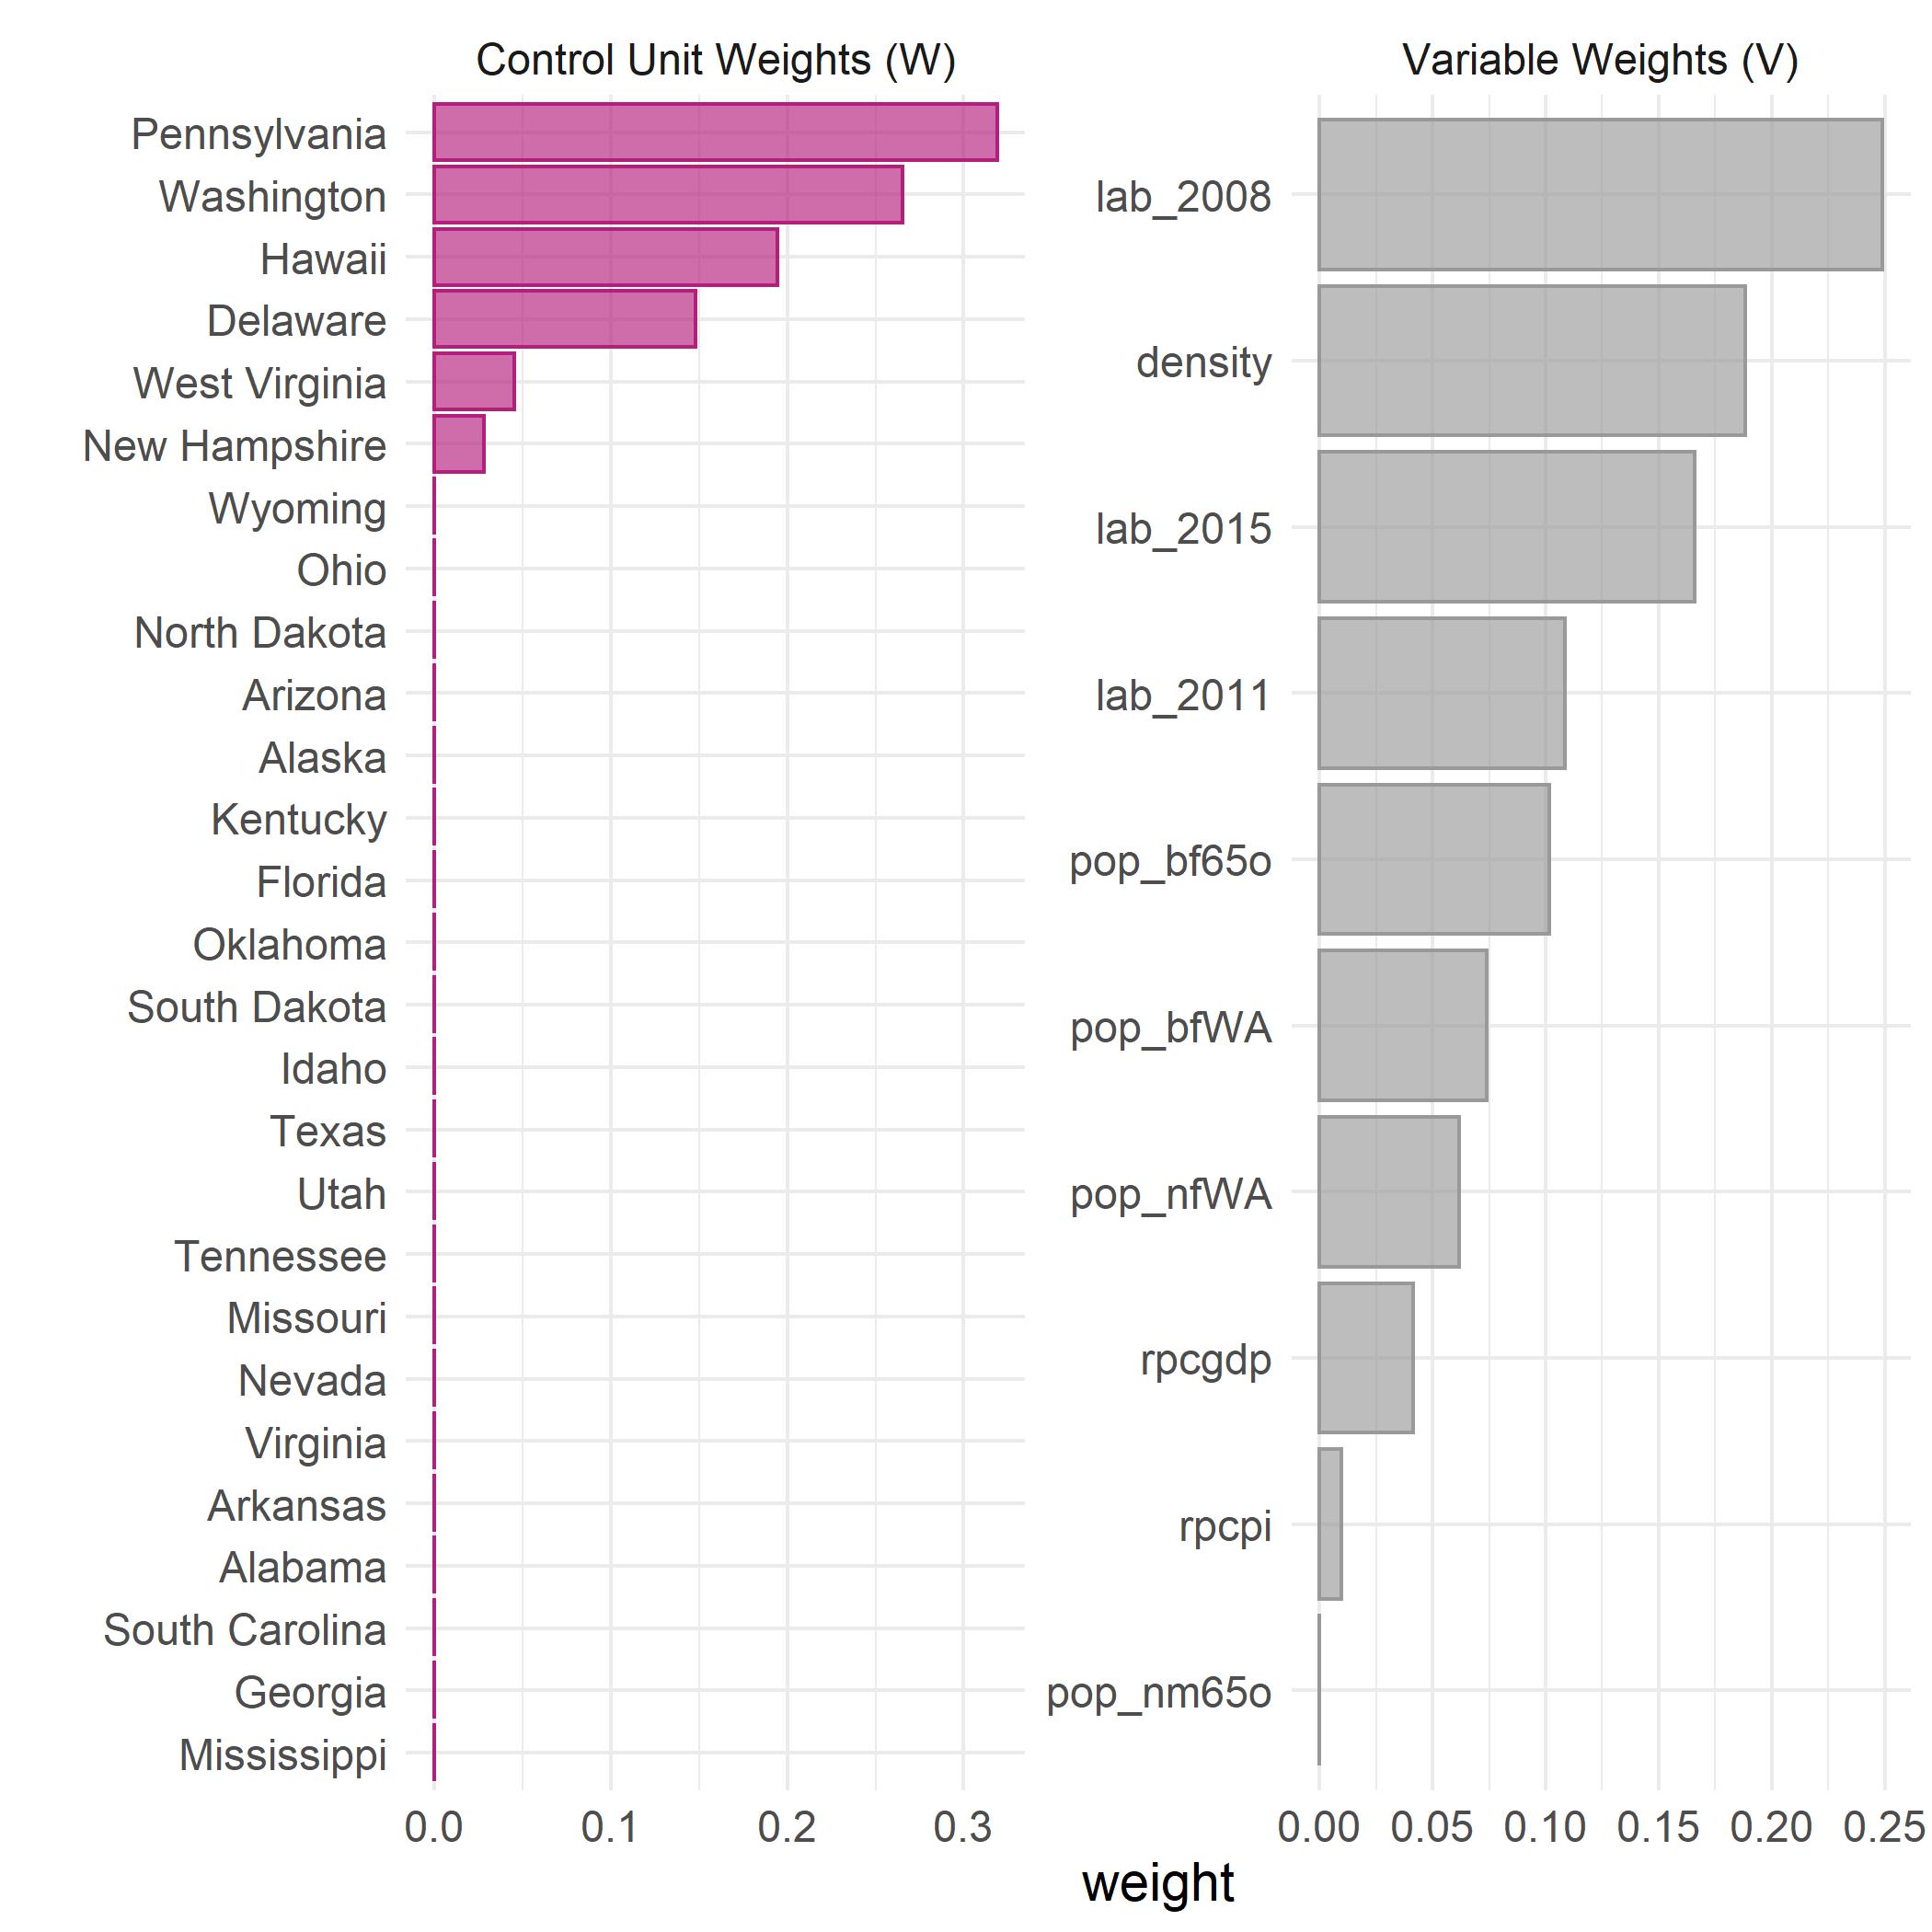 Control Unit Weights (W)
Pennsylvania
Washington
Hawaii
Delaware
West Virginia
New Hampshire
Wyoming
Ohio
North Dakota
Arizona
Alaska
Kentucky
Florida
Oklahoma
South Dakota
Idaho
Texas
Utah
Tennessee
Missouri
Nevada
Virginia
Arkansas
Alabama
South Carolina
Georgia
Mississippi
0.0 0.1 0.2 0.3
Variable Weights (V)
lab_2008
density
lab_2015
lab_2011
pop_bf65o
pop_bfWA
pop_nfWA
rpcgdp
rpcpi
pop_nm65o
0.00 0.05 0.10 0.15 0.20 0.25
weight